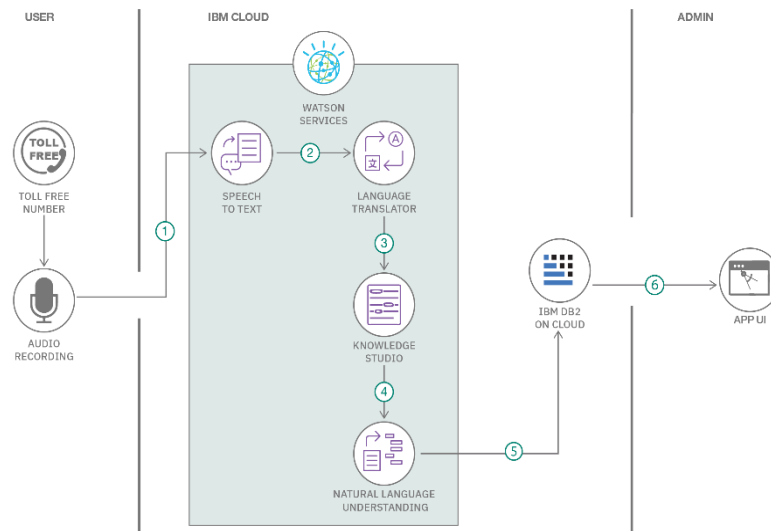 USER
IBM CLOUD
ADMIN
WATSON
SERVICES
TOLL
FREE
TOLL FREE
NUMBER
SPEECH
TO TEXT
2
A
文
LANGUAGE
TRANSLATOR
1
3
AUDIO
RECORDING
KNOWLEDGE
STUDIO
IBM DB2
ON CLOUD
6
APP UI
4
NATURAL LANGUAGE
UNDERSTANDING
5